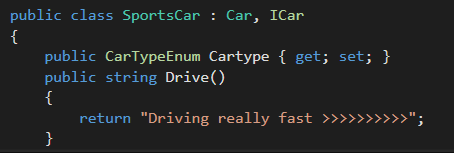 public class SportsCar : Car, ICar
{
    public CarTypeEnum Cartype { get; set; }
    public string Drive()
    {
        return "Driving really fast >>>>>>>>>>";
    }